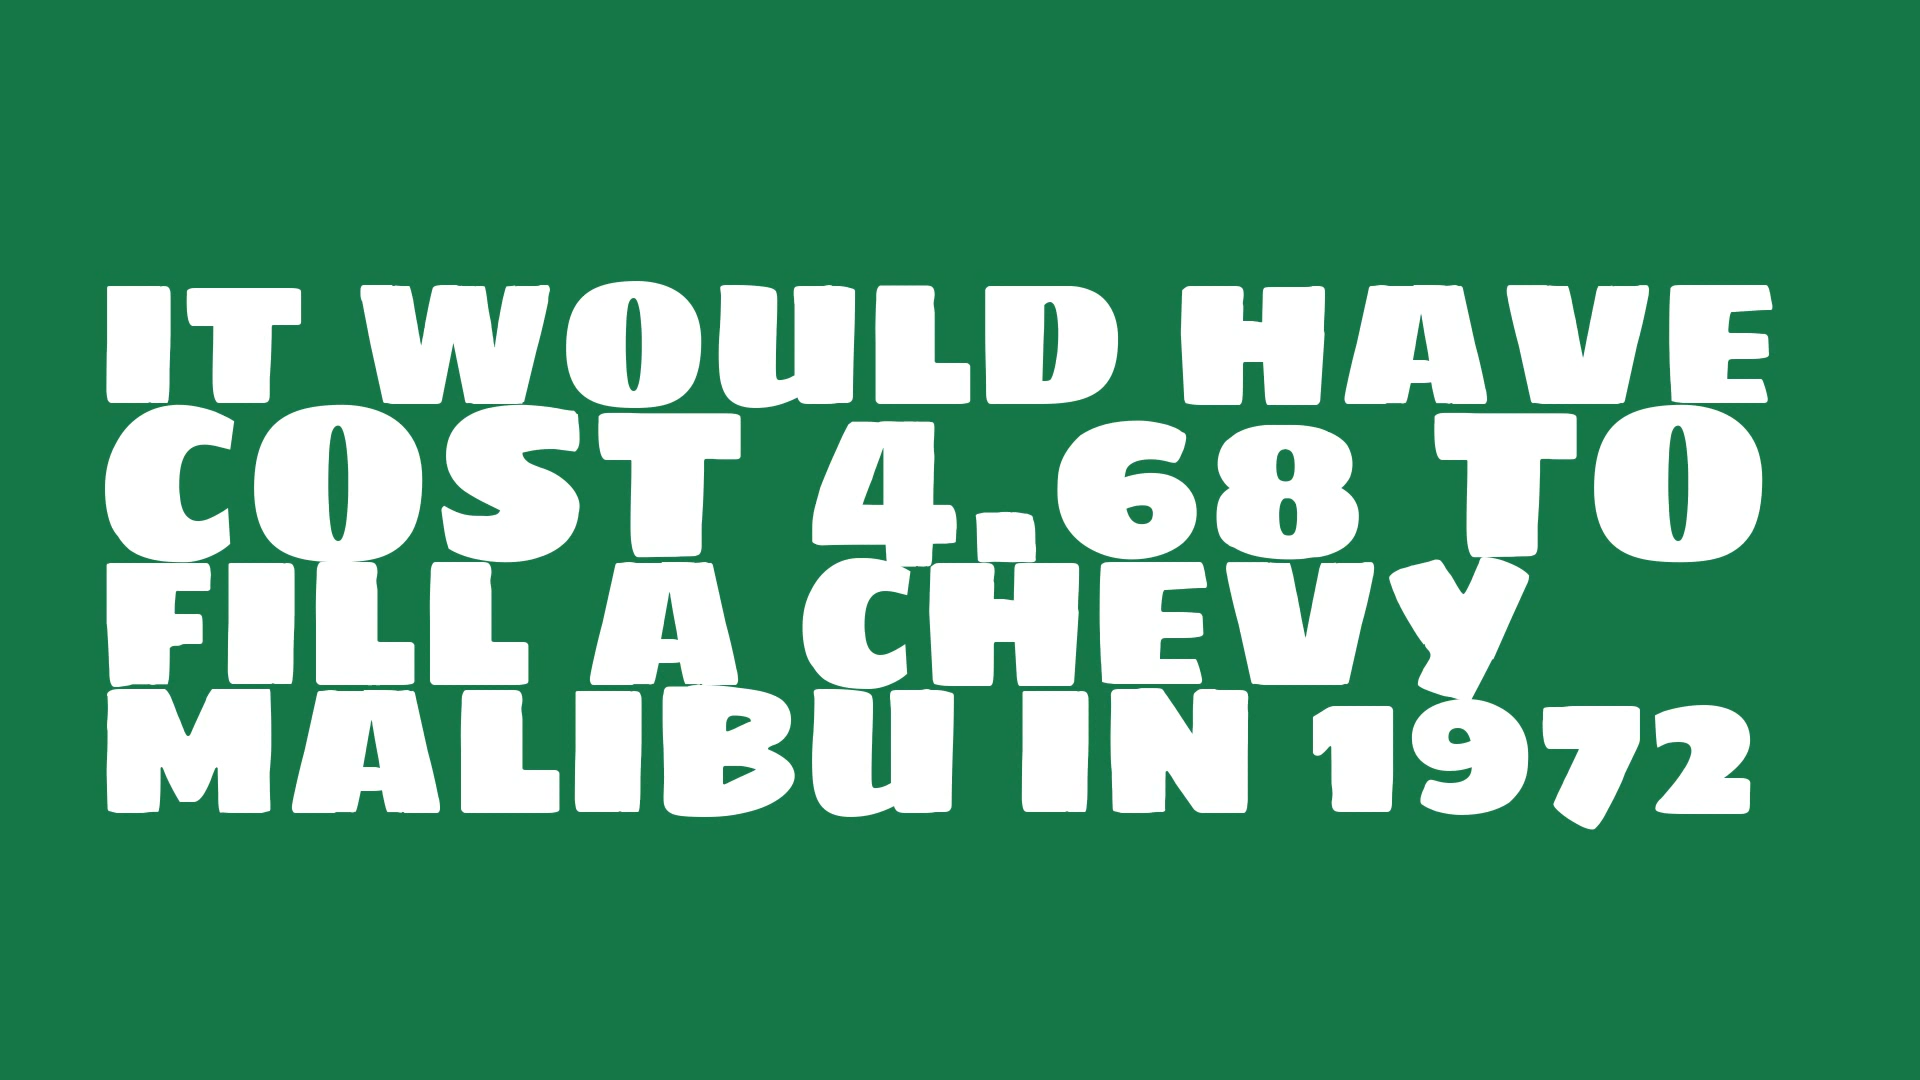 IT WOULD HAVE
COST 4.68 TO
FILL A CHEVY
MALIBU IN 1972